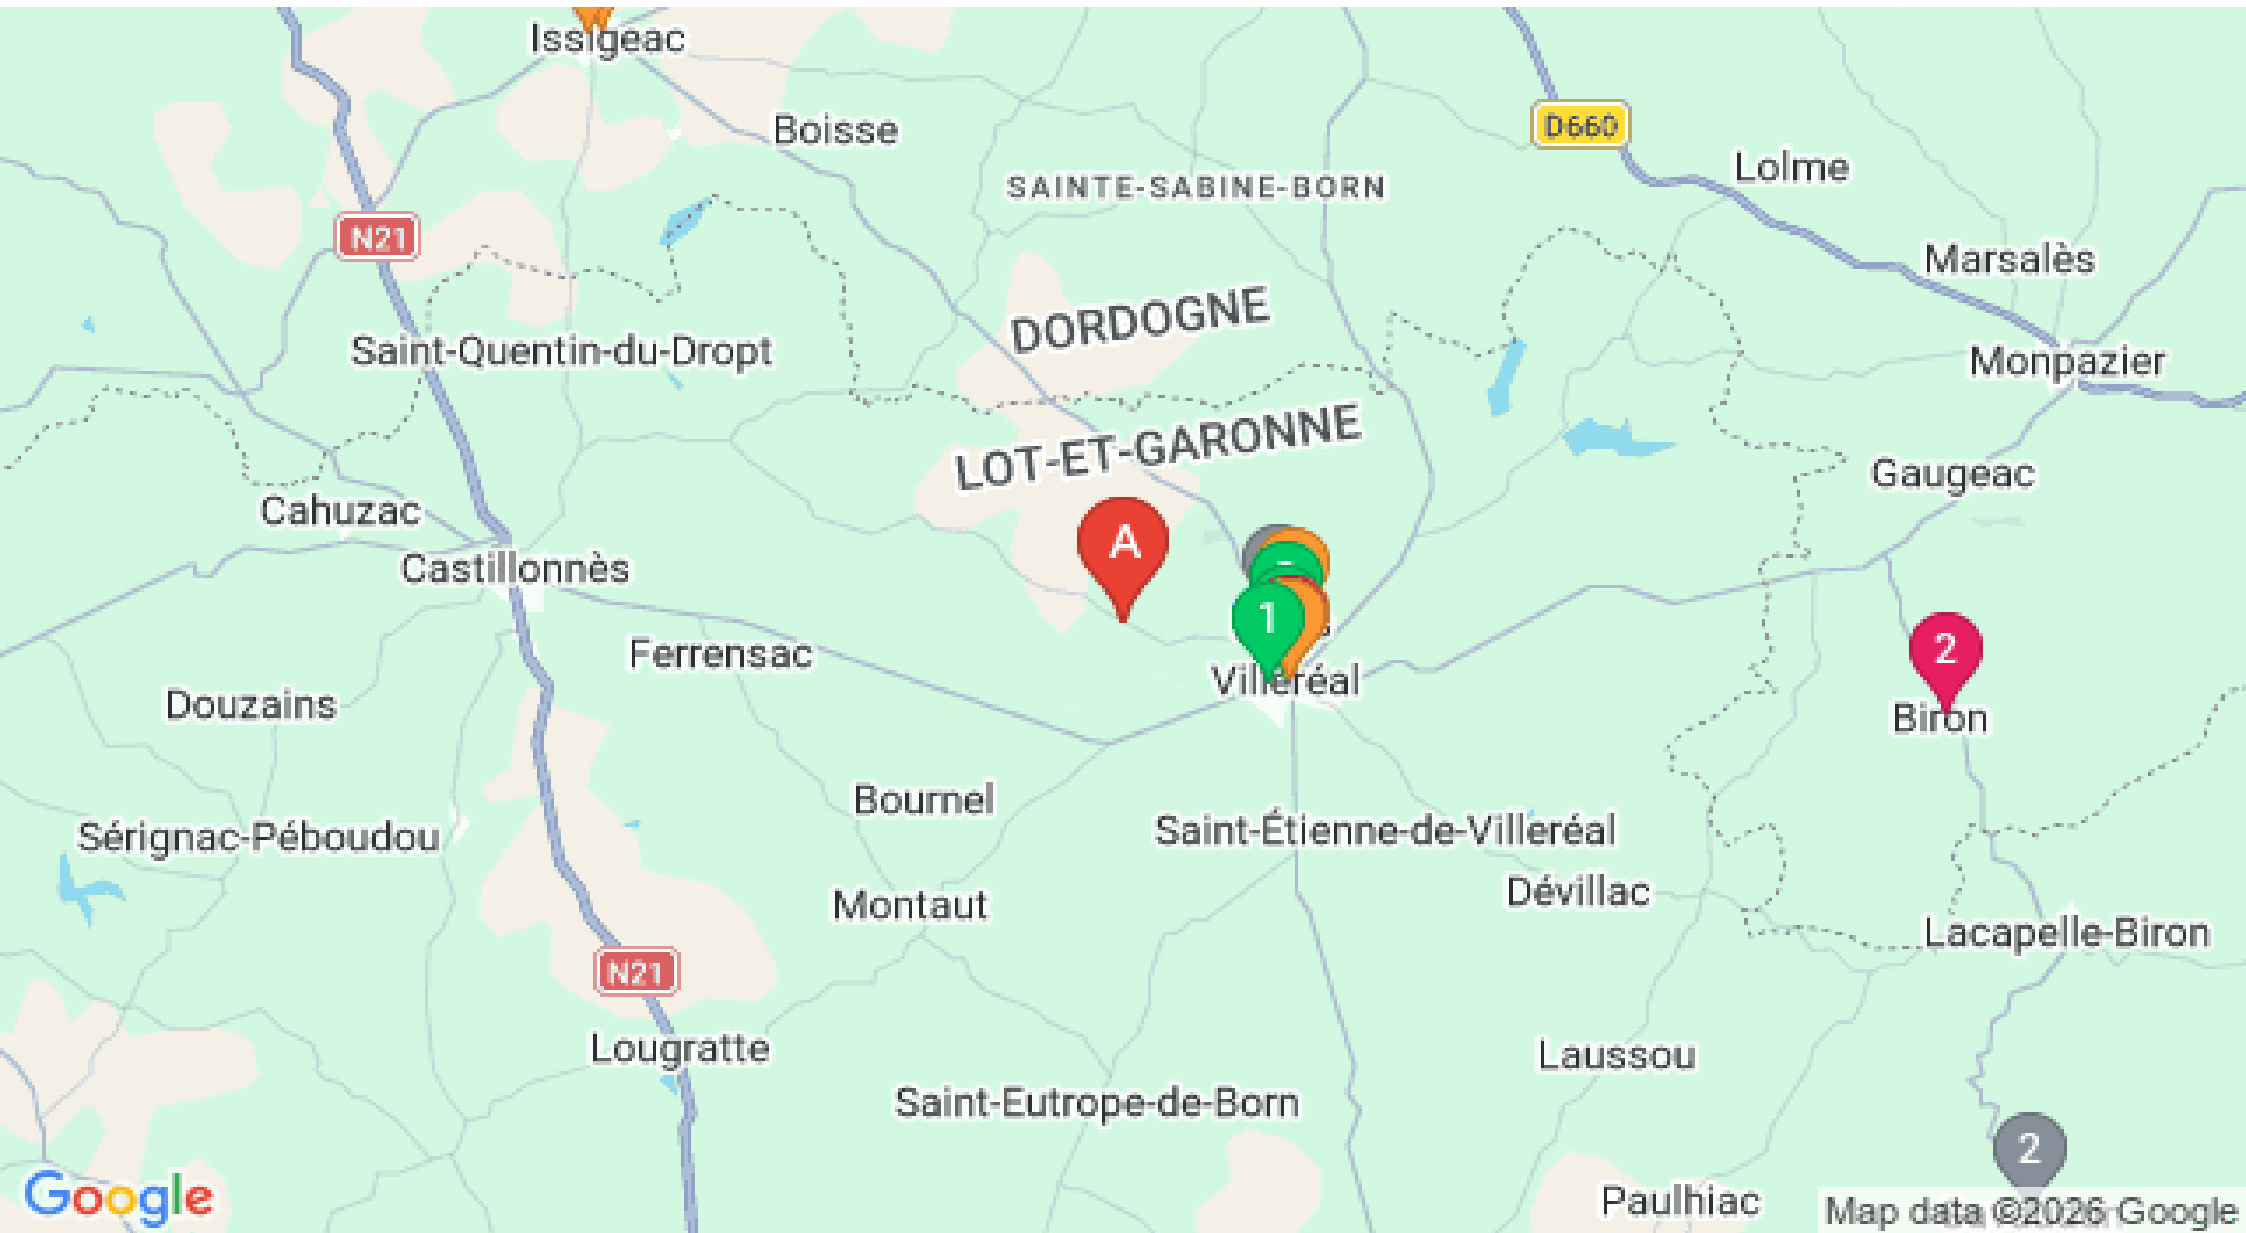 Issigeac
Boisse
D660
Lolme
SAINTE-SABINE-BORN
N21
Marsalès
DORDOGNE
Saint-Quentin-du-Dropt
Monpazier
LOT-ET-GARONNE
Gaugeac
Cahuzac
A
Castillonnès
1
2
Ferrensac
Villeréal
Douzains
Biron
Bournel
Saint-Étienne-de-Villeréal
Sérignac-Péboudou
Dévillac
Montaut
Lacapelle-Biron
N21
Lougratte
Laussou
Saint-Eutrope-de-Born
2
Google
Paulhiac
Map data ©2026 Google